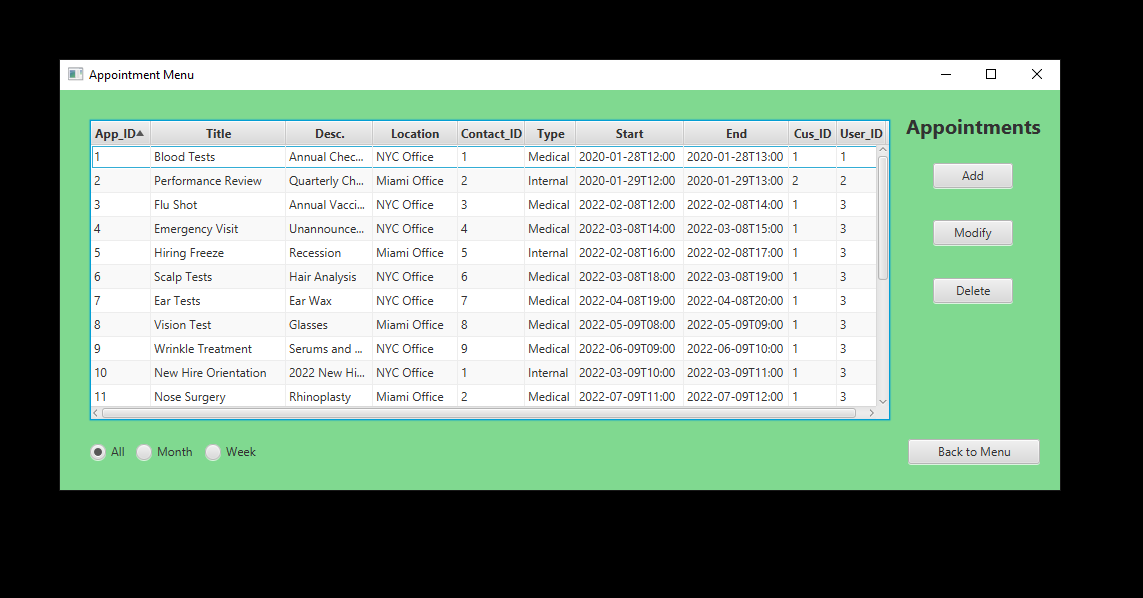 Appointment Menu
App_ID Title Desc. Location Contact_ID Type Start End Cus_ID User_ID
Appointments
1 Blood Tests Annual Chec... NYC Office 1 Medical 2020-01-28T12:00 2020-01-28T13:00 1 1
2 Performance Review Quarterly Ch... Miami Office 2 Internal 2020-01-29T12:00 2020-01-29T13:00 2 2
3 Flu Shot Annual Vacci... NYC Office 3 Medical 2022-02-08T12:00 2022-02-08T14:00 1 3
4 Emergency Visit Unannounce... NYC Office 4 Medical 2022-03-08T14:00 2022-03-08T15:00 1 3
5 Hiring Freeze Recession Miami Office 5 Internal 2022-02-08T16:00 2022-02-08T17:00 1 3
6 Scalp Tests Hair Analysis NYC Office 6 Medical 2022-03-08T18:00 2022-03-08T19:00 1 3
7 Ear Tests Ear Wax NYC Office 7 Medical 2022-04-08T19:00 2022-04-08T20:00 1 3
8 Vision Test Glasses Miami Office 8 Medical 2022-05-09T08:00 2022-05-09T09:00 1 3
9 Wrinkle Treatment Serums and ... NYC Office 9 Medical 2022-06-09T09:00 2022-06-09T10:00 1 3
10 New Hire Orientation 2022 New Hi... NYC Office 1 Internal 2022-03-09T10:00 2022-03-09T11:00 1 3
11 Nose Surgery Rhinoplasty Miami Office 2 Medical 2022-07-09T11:00 2022-07-09T12:00 1 3
Add
Modify
Delete
All Month Week
Back to Menu